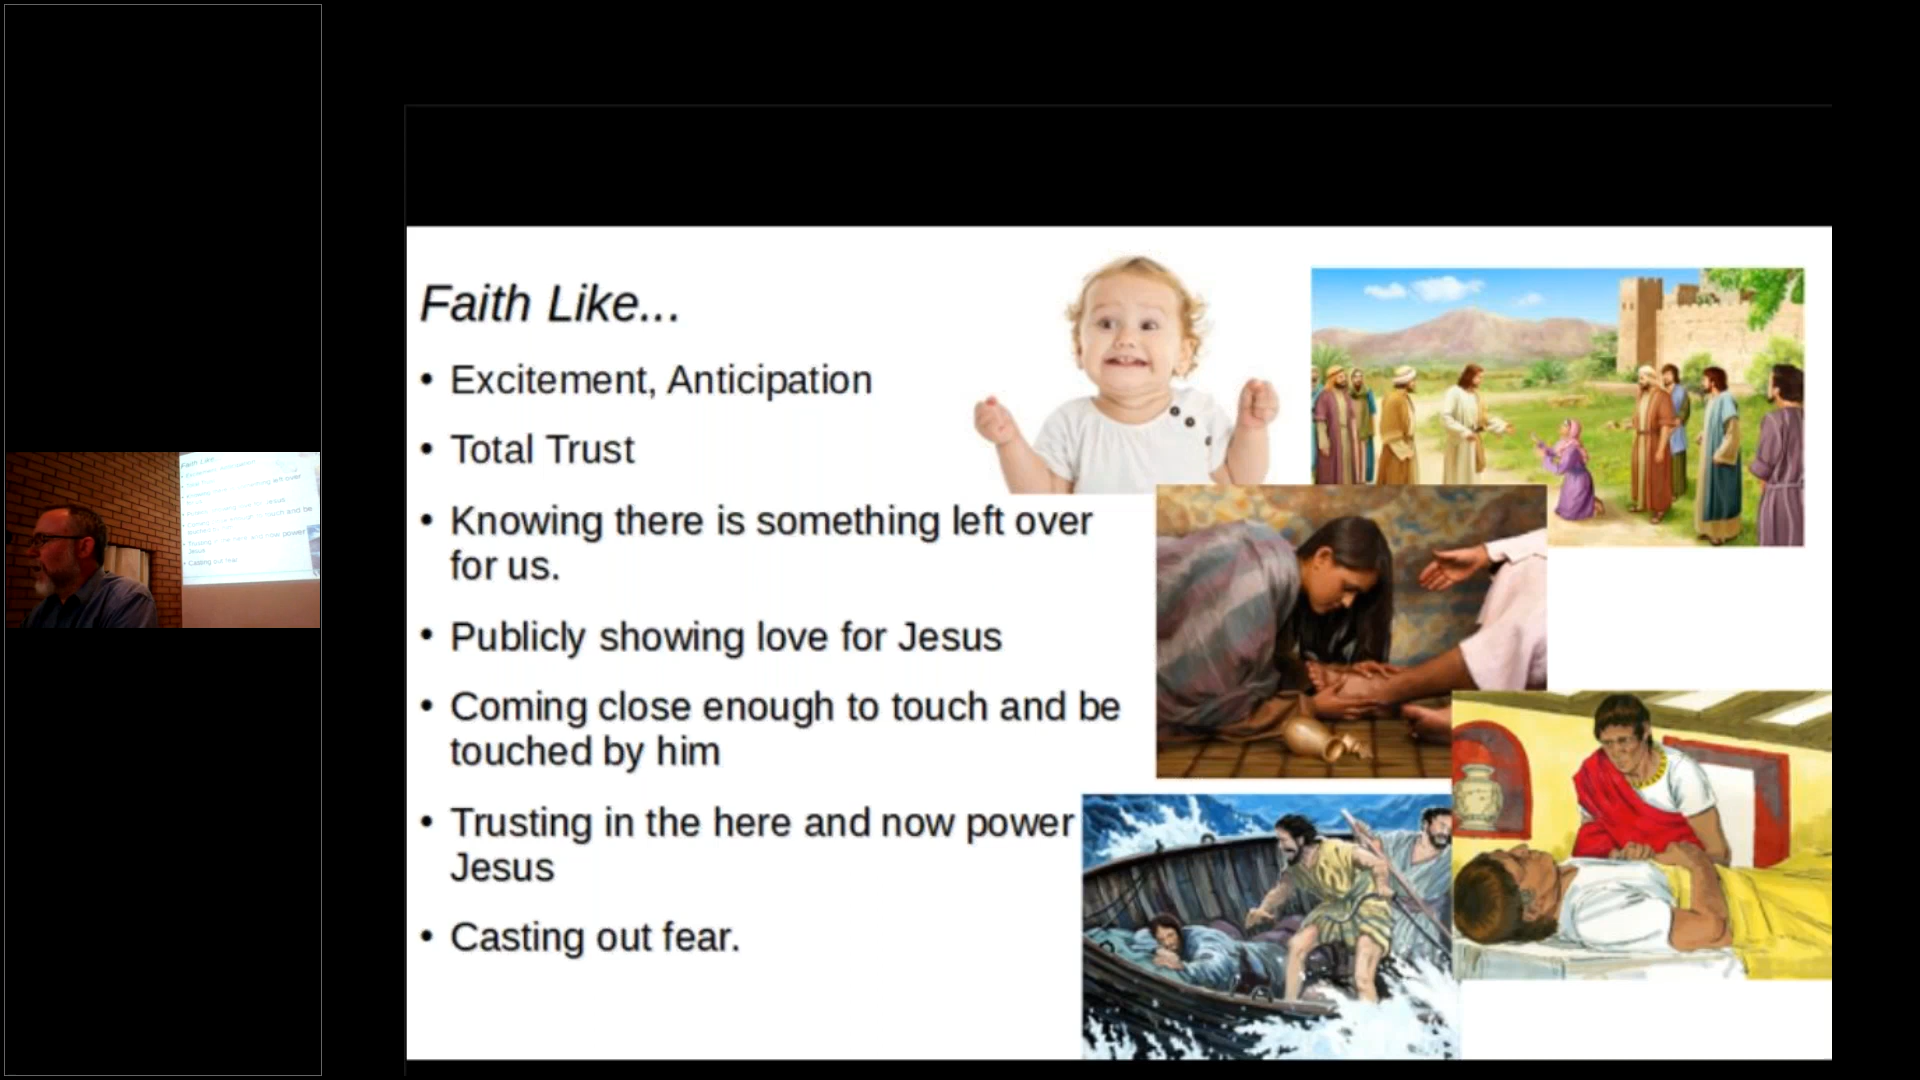 Faith Like...
• Excitement, Anticipation
• Total Trust
• Knowing there is something left over
for us.
• Publicly showing love for Jesus
• Coming close enough to touch and be
touched by him
• Trusting in the here and now power
Jesus
• Casting out fear.